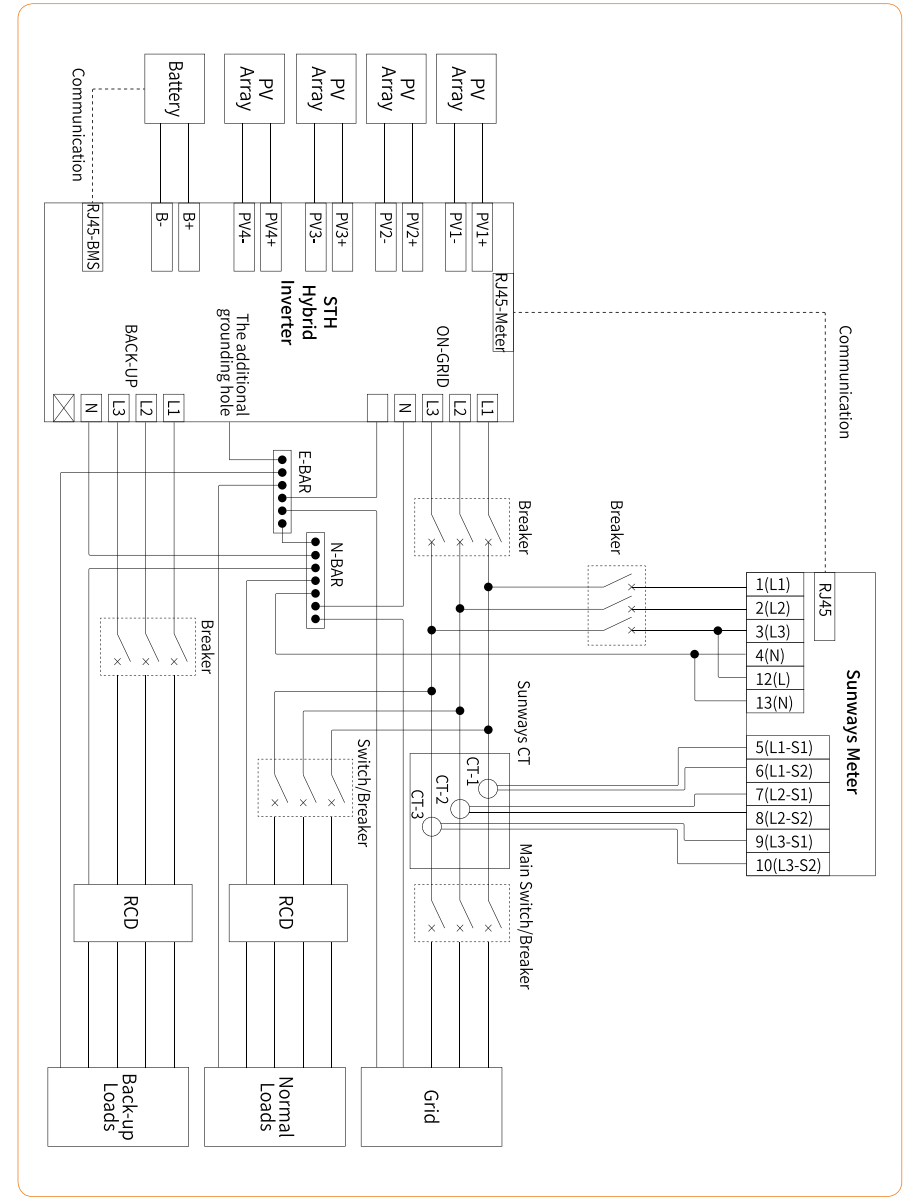 Communication
Battery
PV
Array
PV
Array
PV
Array
PV
Array
RJ45-BMS
B-
B+
PV4-
PV4+
PV3-
PV3+
PV2-
PV2+
PV1-
PV1+
RJ45-Meter
STH
Hybrid
Inverter
The additional
grounding hole
BACK-UP
ON-GRID
N
L3
L2
L1
N
L3
L2
L1
Communication
E-BAR
N-BAR
Breaker
Breaker
Breaker
RJ45
Sunways Meter
1(L1)
2(L2)
3(L3)
4(N)
12(L)
13(N)
5(L1-S1)
6(L1-S2)
7(L2-S1)
8(L2-S2)
9(L3-S1)
10(L3-S2)
Sunways CT
CT-1
CT-2
CT-3
Switch/Breaker
Main Switch/Breaker
RCD
RCD
Back-up
Loads
Normal
Loads
Grid